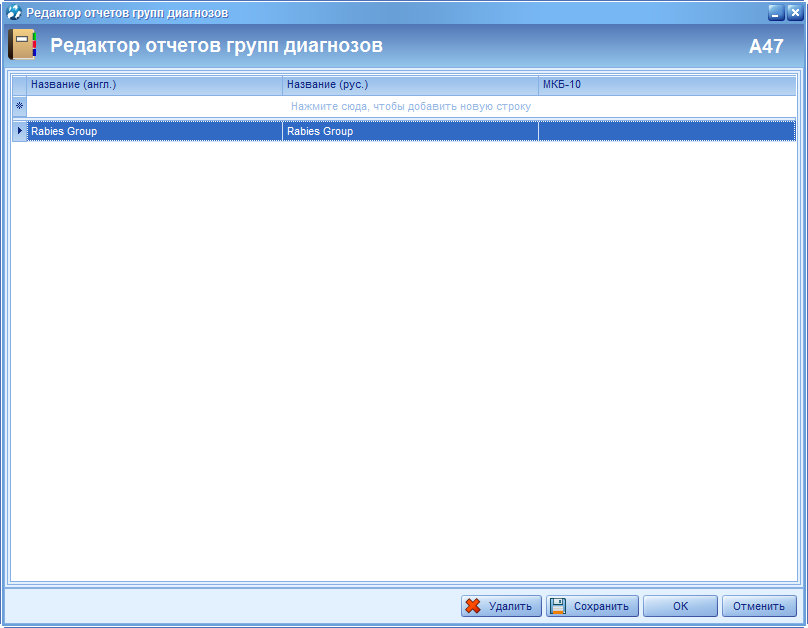 Редактор отчетов групп диагнозов
Редактор отчетов групп диагнозов A47
Название (англ.) Название (рус.) МКБ-10
Нажмите сюда, чтобы добавить новую строку
Rabies Group Rabies Group
Удалить Сохранить OK Отменить